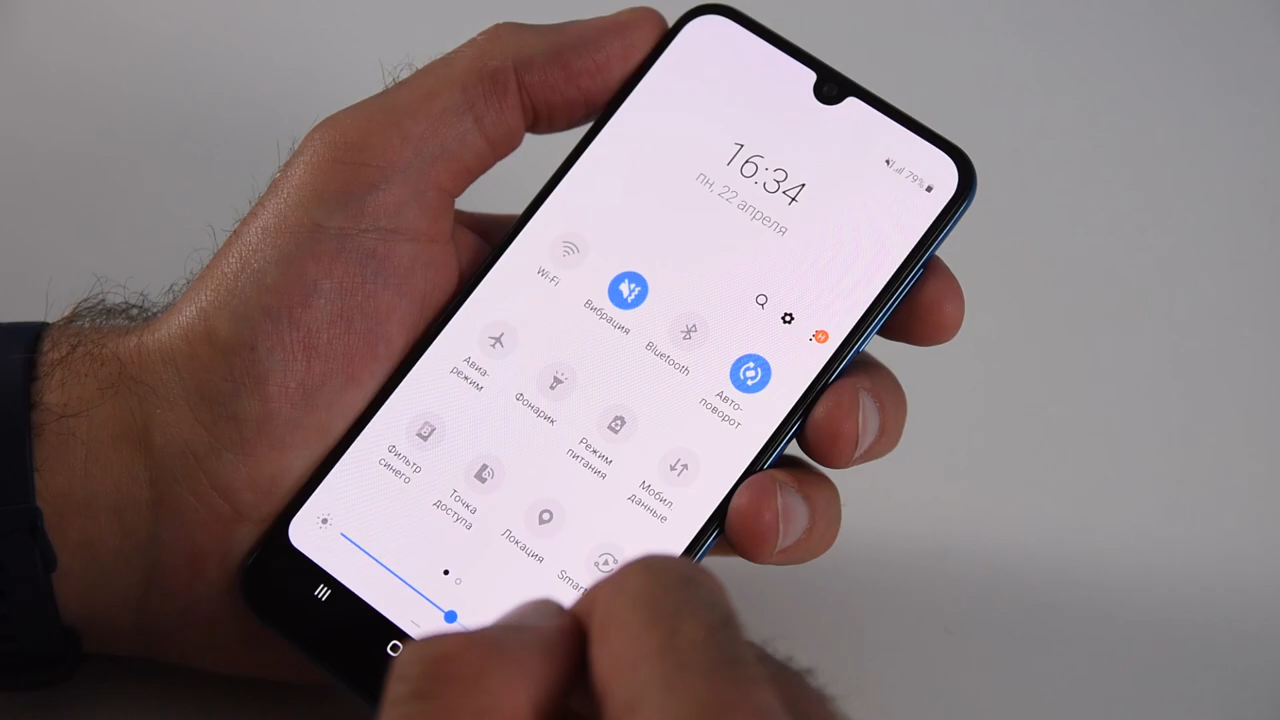 79%
16:34
пн, 22 апреля
H
Wi-Fi
Вибрация
Bluetooth
Авто-
поворот
Авиа-
режим
Фонарик
Режим
питания
Мобил.
данные
Фильтр
синего
Точка
доступа
Локация
Smart